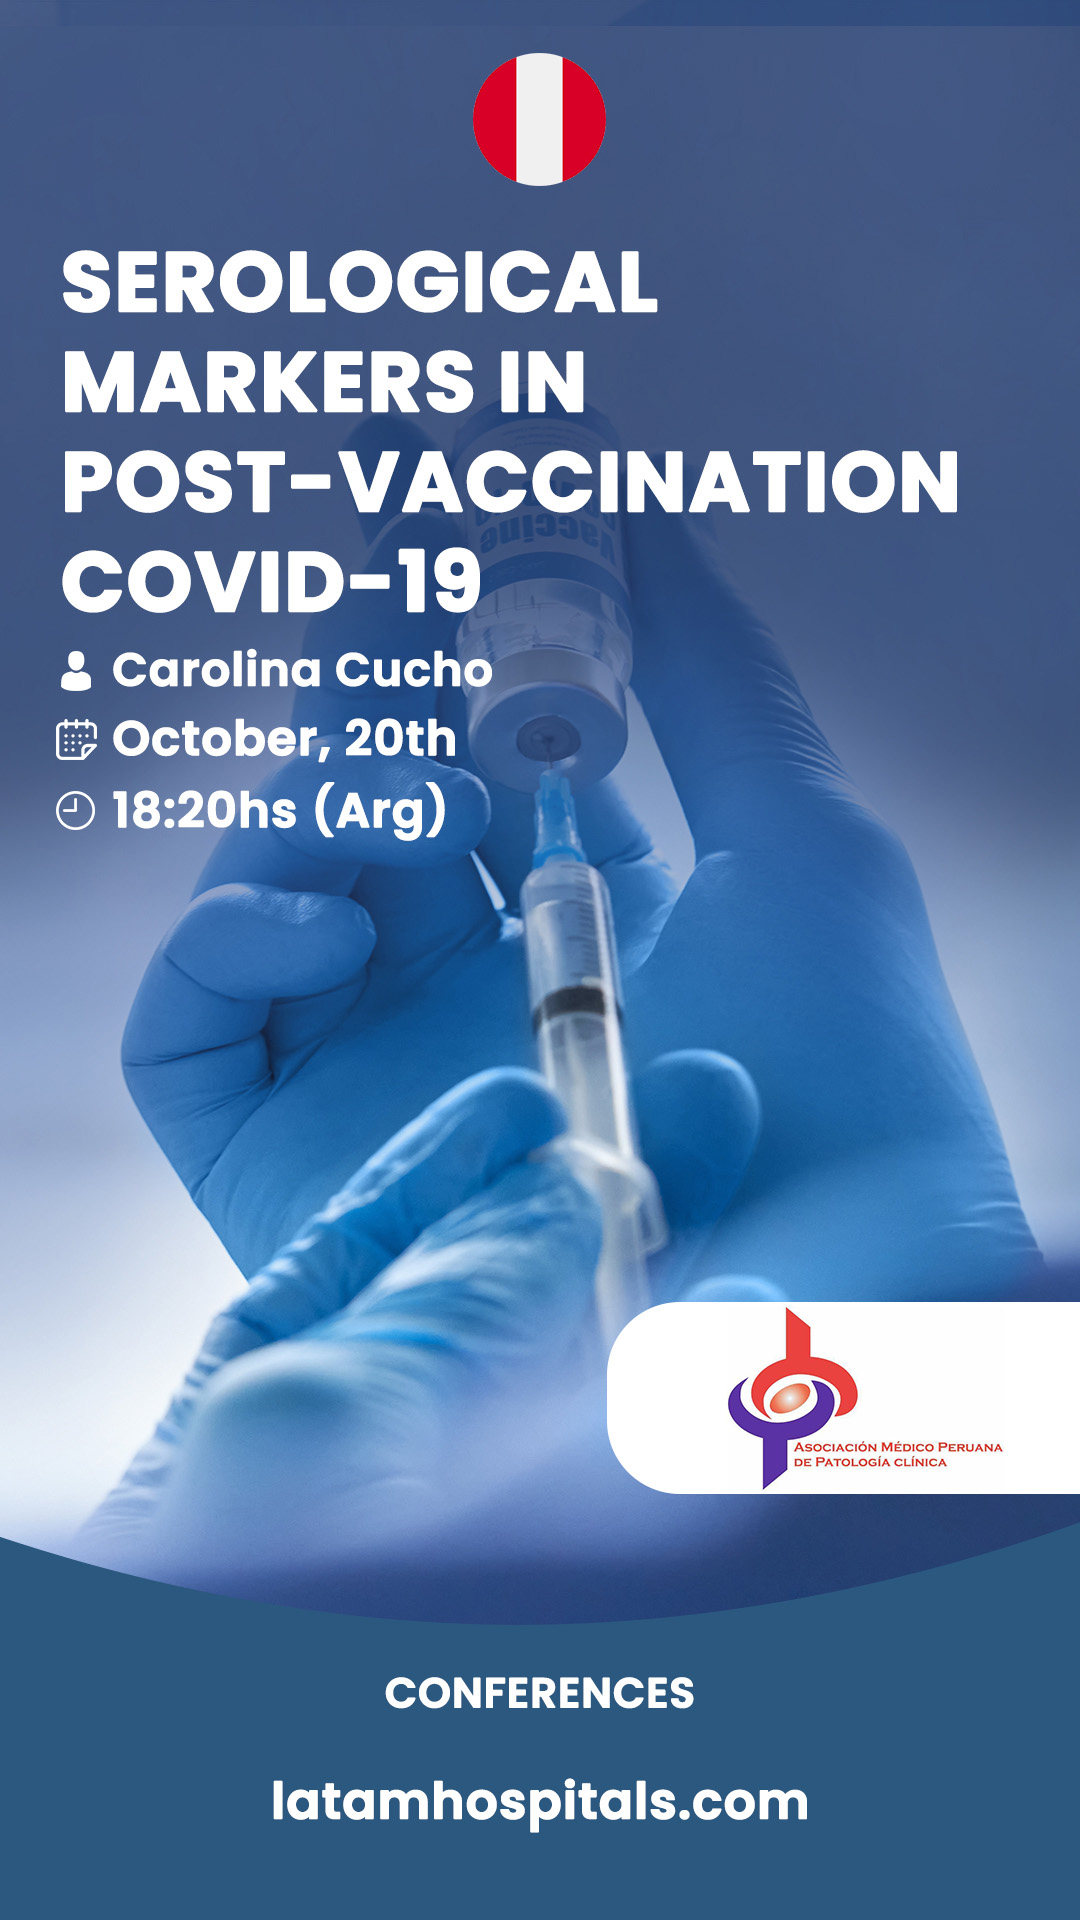 SEROLOGICAL
MARKERS IN
POST-VACCINATION
COVID-19
Carolina Cucho
October, 20th
18:20hs (Arg)
vaccine
ASOCIACIÓN MÉDICO PERUANA
DE PATOLOGÍA CLÍNICA
CONFERENCES
latamhospitals.com